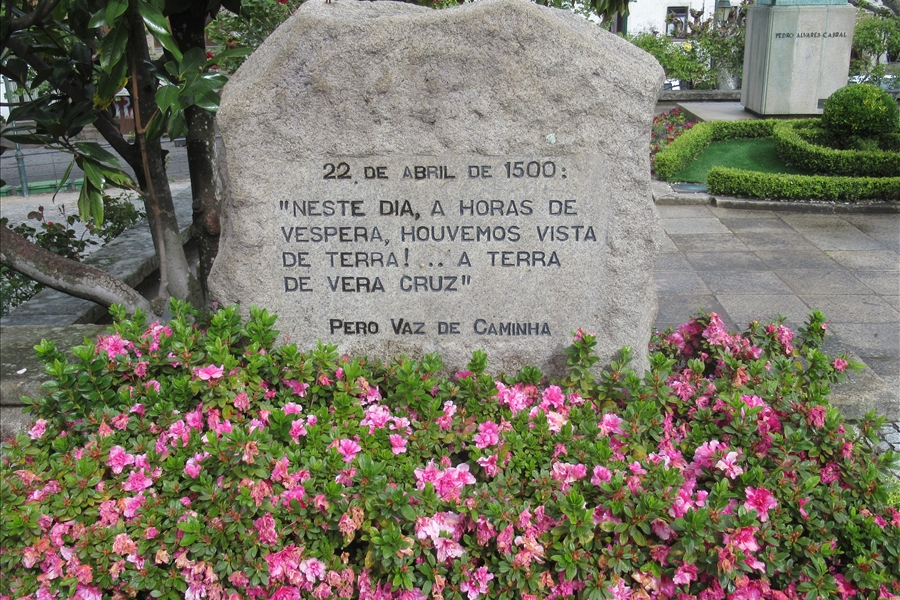 22 DE ABRIL DE 1500:
"NESTE DIA, A HORAS DE
VESPERA, HOUVEMOS VISTA
DE TERRA! .. A TERRA
DE VERA CRUZ"
PERO VAZ DE CAMINHA
PEDRO ALVARES CABRAL